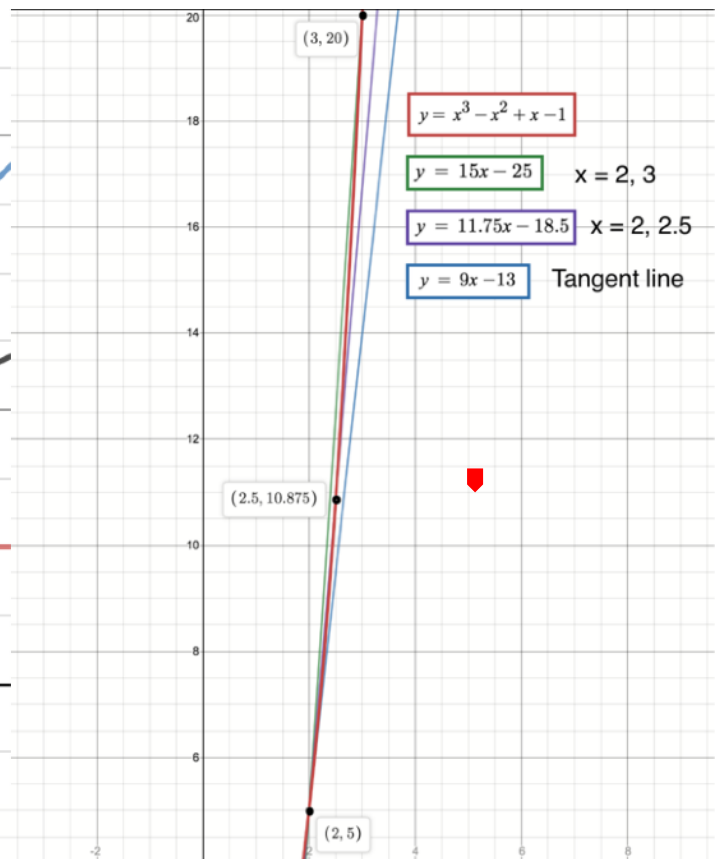 20
(3, 20)
18
y = x³ − x² + x − 1
y = 15x − 25 x = 2, 3
16
y = 11.75x − 18.5 x = 2, 2.5
y = 9x − 13 Tangent line
14
12
(2.5, 10.875)
10
8
6
(2, 5)
-2 2 4 6 8